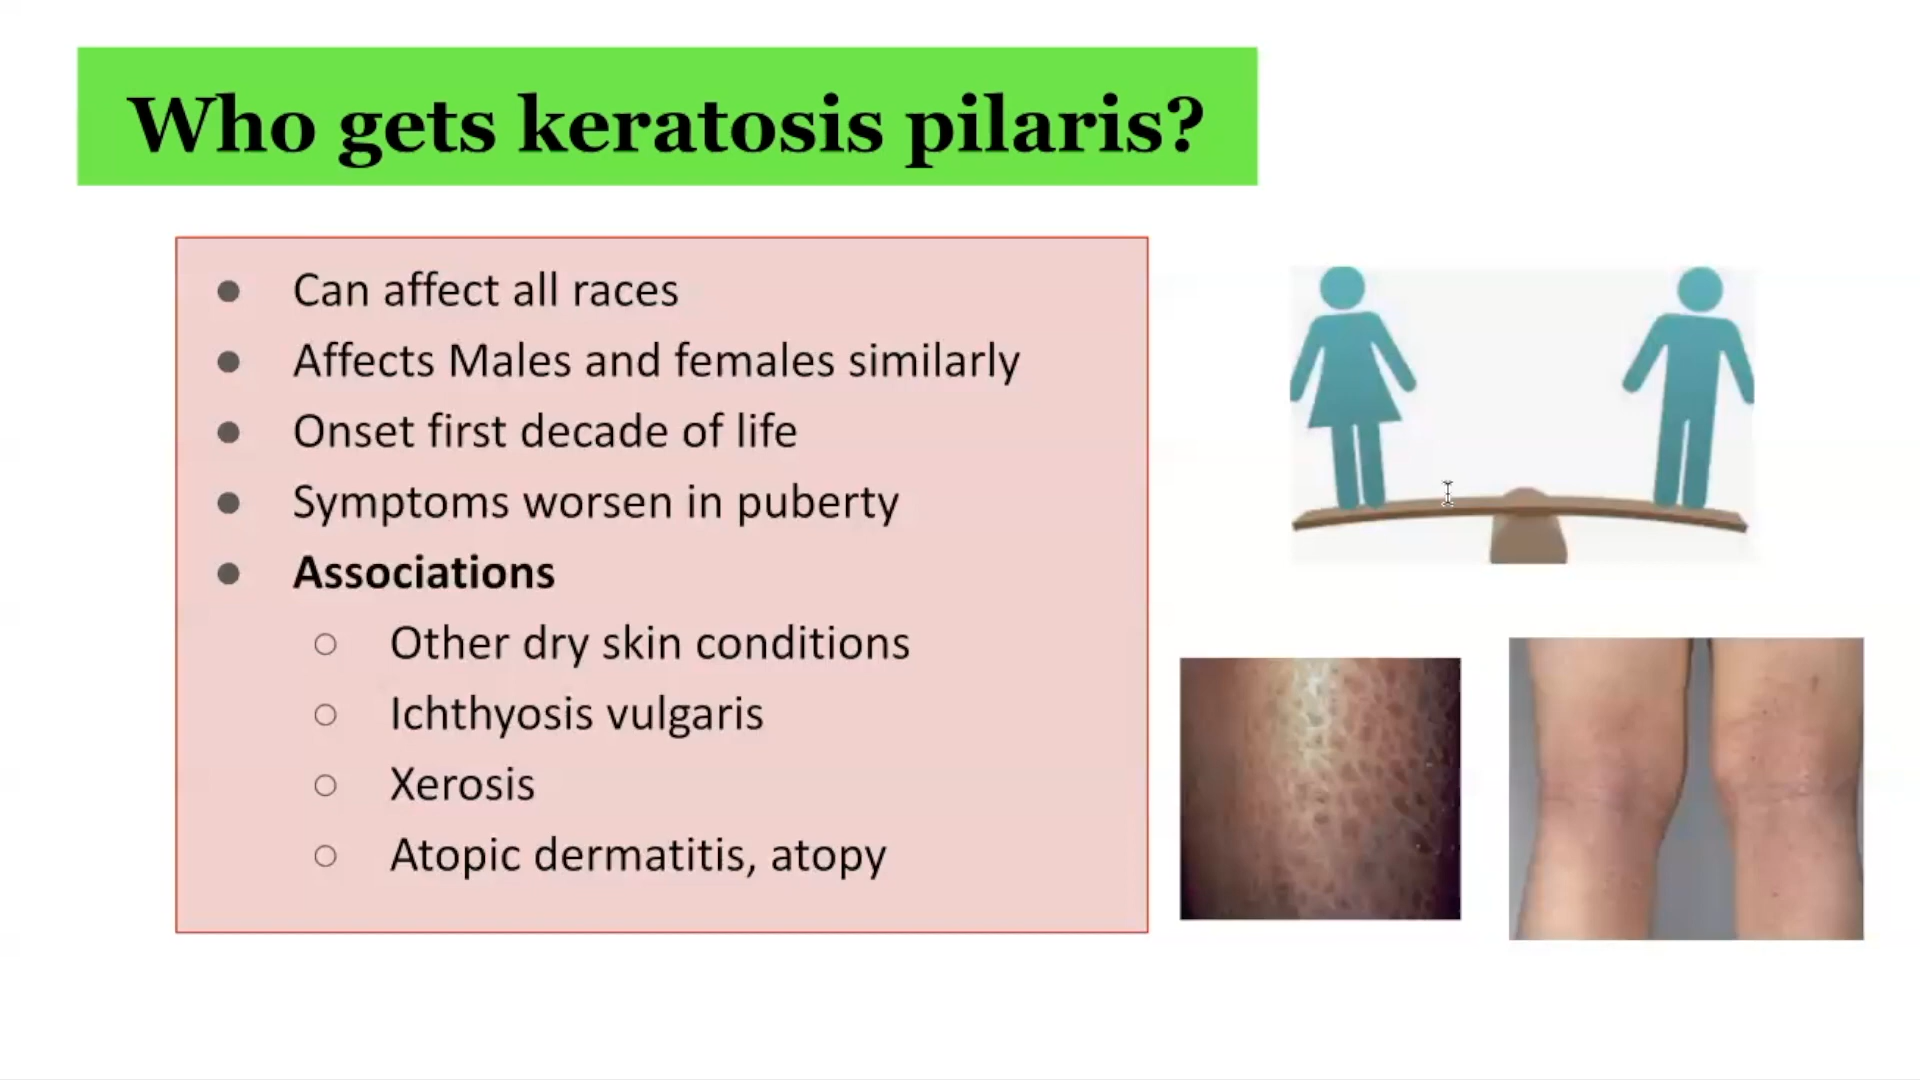 Who gets keratosis pilaris?
● Can affect all races
● Affects Males and females similarly
● Onset first decade of life
● Symptoms worsen in puberty
● Associations
○ Other dry skin conditions
○ Ichthyosis vulgaris
○ Xerosis
○ Atopic dermatitis, atopy